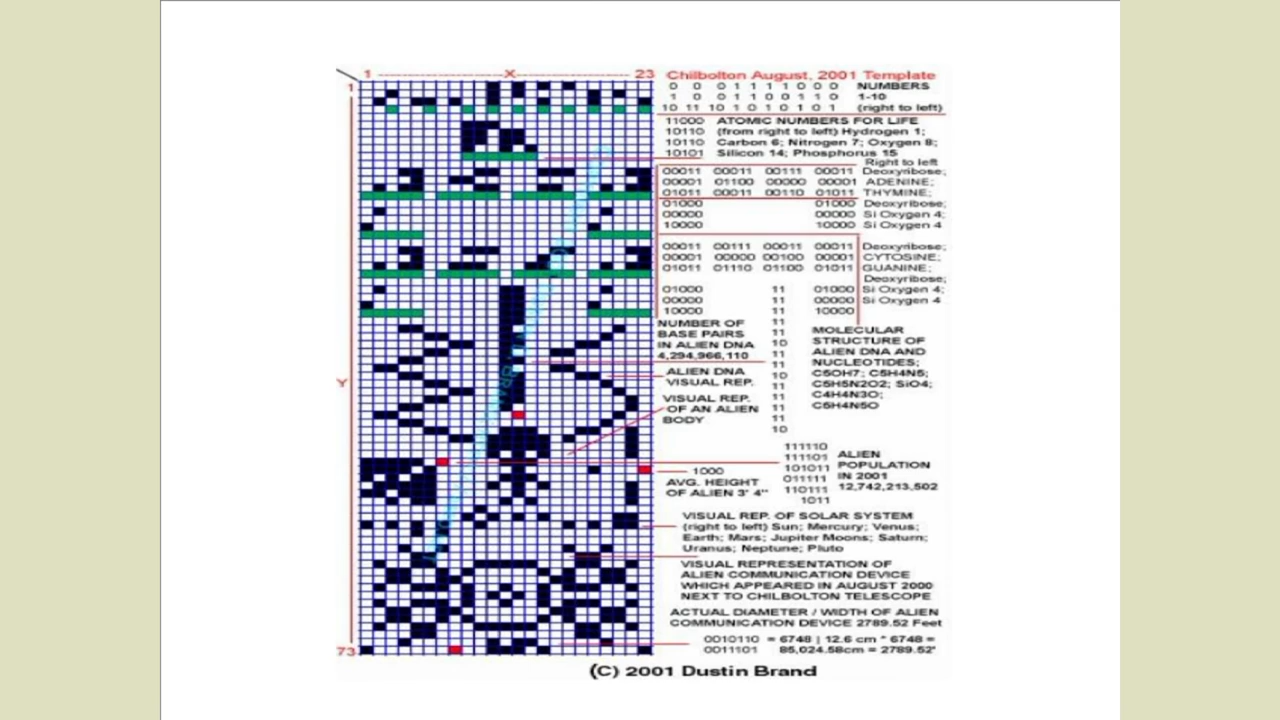 1 ---------------------X--------------------- 23
Chilbolton August, 2001 Template
0 0 0 1 1 1 1 0 0 0 NUMBERS
1 0 0 1 1 0 0 1 1 0 1-10
10 11 10 1 0 1 0 1 0 1 (right to left)
11000 ATOMIC NUMBERS FOR LIFE
10110 (from right to left) Hydrogen 1;
10110 Carbon 6; Nitrogen 7; Oxygen 8;
10101 Silicon 14; Phosphorus 15
Right to left
00011 00011 00111 00011 Deoxyribose;
00001 01100 00000 00001 ADENINE;
01011 00011 00110 01011 THYMINE;
01000 01000 Deoxyribose;
00000 00000 Si Oxygen 4;
10000 10000 Si Oxygen 4
00011 00111 00011 00011 Deoxyribose;
00001 00000 00100 00001 CYTOSINE;
01011 01110 01100 01011 GUANINE;
Deoxyribose;
01000 11 01000 Si Oxygen 4;
00000 11 00000 Si Oxygen 4
10000 11 10000
11
11
10
11
11
10
11
11
11
11
10
NUMBER OF
BASE PAIRS
IN ALIEN DNA
4,294,966,110
ALIEN DNA
VISUAL REP.
VISUAL REP.
OF AN ALIEN
BODY
MOLECULAR
STRUCTURE OF
ALIEN DNA AND
NUCLEOTIDES;
C5OH7; C5H4N5;
C5H5N2O2; SiO4;
C4H4N3O;
C5H4N5O
Y
111110
111101
101011
011111
110111
1011
ALIEN
POPULATION
IN 2001
12,742,213,502
1000
AVG. HEIGHT
OF ALIEN 3' 4"
VISUAL REP. OF SOLAR SYSTEM
(right to left) Sun; Mercury; Venus;
Earth; Mars; Jupiter Moons; Saturn;
Uranus; Neptune; Pluto
VISUAL REPRESENTATION OF
ALIEN COMMUNICATION DEVICE
WHICH APPEARED IN AUGUST 2000
NEXT TO CHILBOLTON TELESCOPE
ACTUAL DIAMETER / WIDTH OF ALIEN
COMMUNICATION DEVICE 2789.52 Feet
0010110 = 6748 | 12.6 cm * 6748 =
0011101 85,024.58cm = 2789.52'
1
73
(C) 2001 Dustin Brand